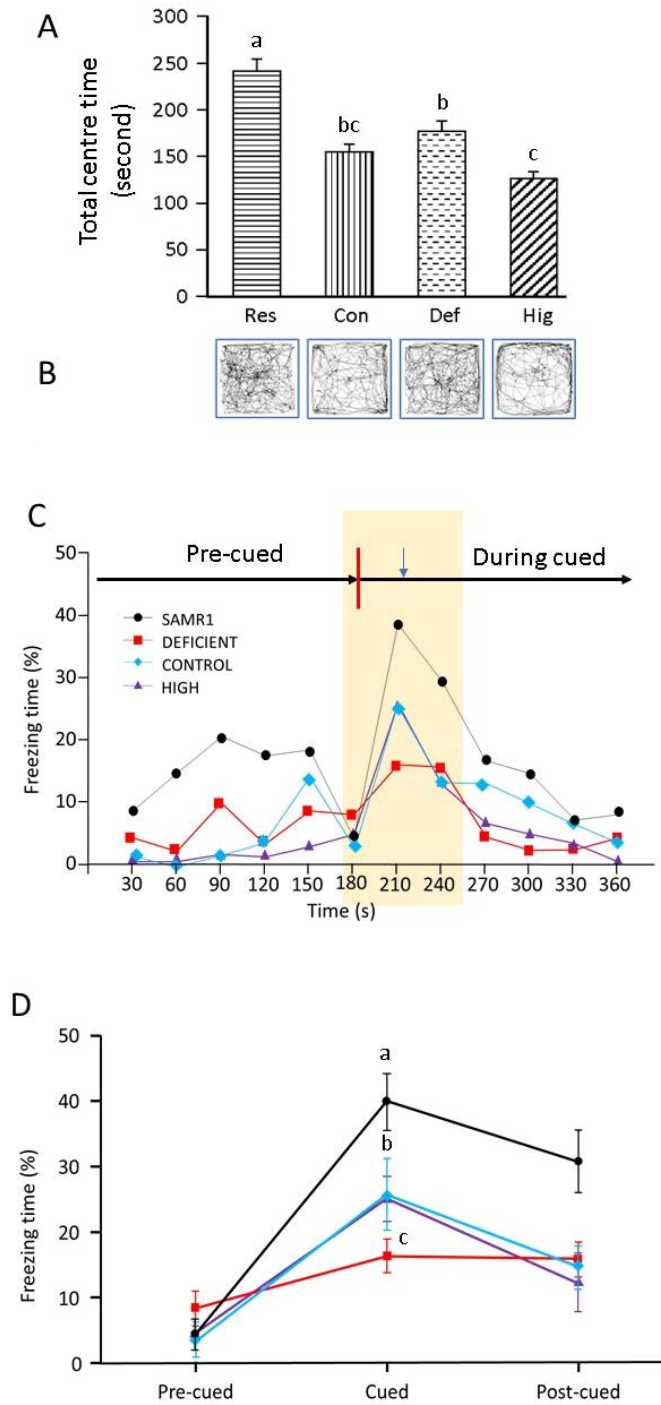 A
Total centre time
(second)
300
250
200
150
100
50
0
a
bc
b
c
Res Con Def Hig
B
C
Pre-cued During cued
SAMR1
DEFICIENT
CONTROL
HIGH
Freezing time (%)
50
40
30
20
10
0
30 60 90 120 150 180 210 240 270 300 330 360
Time (s)
D
Freezing time (%)
50
40
30
20
10
0
a
b
c
Pre-cued Cued Post-cued